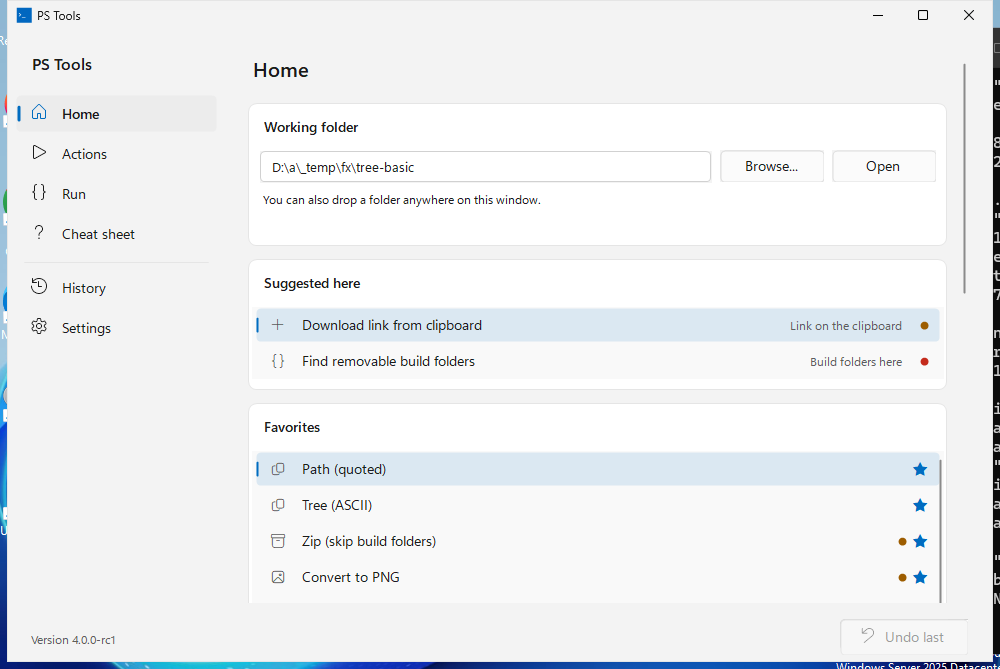 PS Tools
PS Tools
Home
Actions
Run
Cheat sheet
History
Settings
Version 4.0.0-rc1
Home
Working folder
D:\a\_temp\fx\tree-basic
Browse...
Open
You can also drop a folder anywhere on this window.
Suggested here
Download link from clipboard
Link on the clipboard
Find removable build folders
Build folders here
Favorites
Path (quoted)
Tree (ASCII)
Zip (skip build folders)
Convert to PNG
Undo last
Windows Server 2025 Datacent